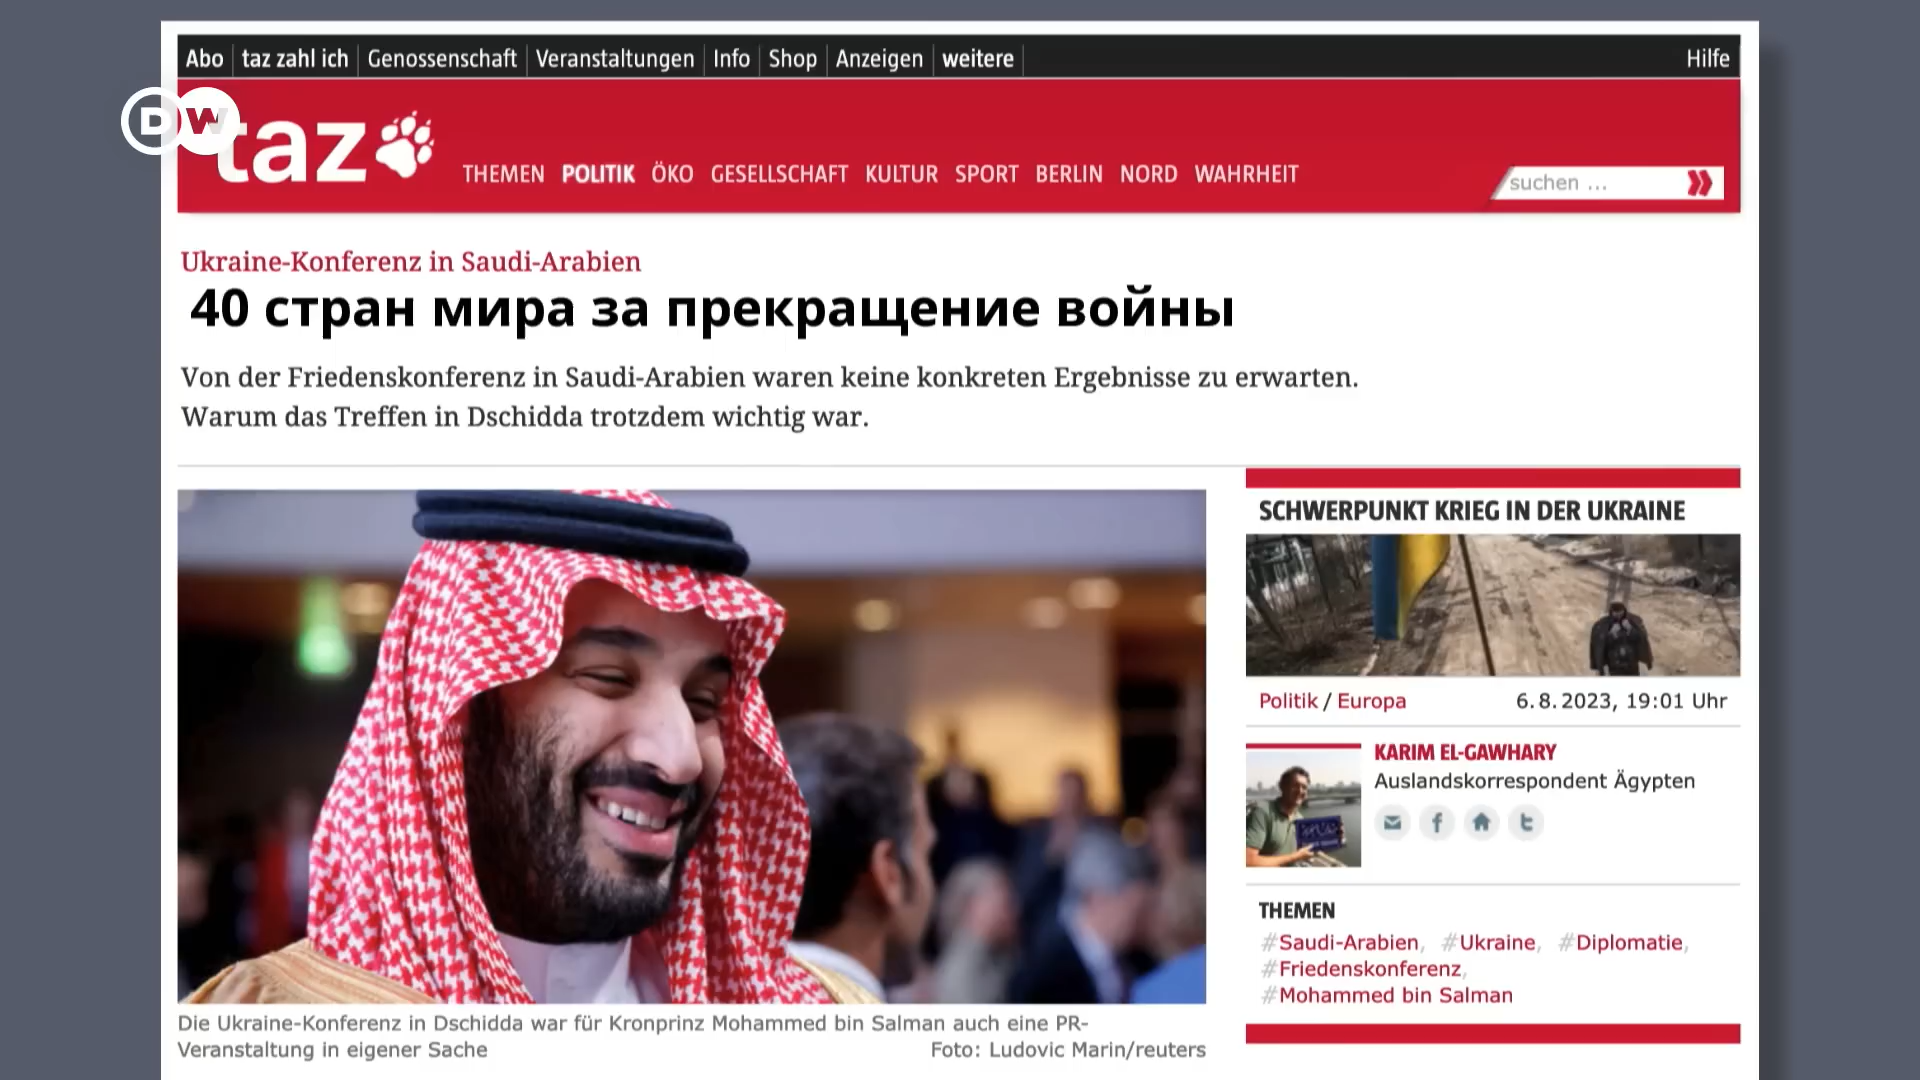 Abo taz zahl ich Genossenschaft Veranstaltungen Info Shop Anzeigen weitere Hilfe
DW
taz
THEMEN POLITIK ÖKO GESELLSCHAFT KULTUR SPORT BERLIN NORD WAHRHEIT
suchen ...
Ukraine-Konferenz in Saudi-Arabien
40 стран мира за прекращение войны
Von der Friedenskonferenz in Saudi-Arabien waren keine konkreten Ergebnisse zu erwarten.
Warum das Treffen in Dschidda trotzdem wichtig war.
Die Ukraine-Konferenz in Dschidda war für Kronprinz Mohammed bin Salman auch eine PR-
Veranstaltung in eigener Sache
Foto: Ludovic Marin/reuters
SCHWERPUNKT KRIEG IN DER UKRAINE
Politik / Europa 6.8.2023, 19:01 Uhr
KARIM EL-GAWHARY
Auslandskorrespondent Ägypten
THEMEN
#Saudi-Arabien, #Ukraine, #Diplomatie,
#Friedenskonferenz,
#Mohammed bin Salman